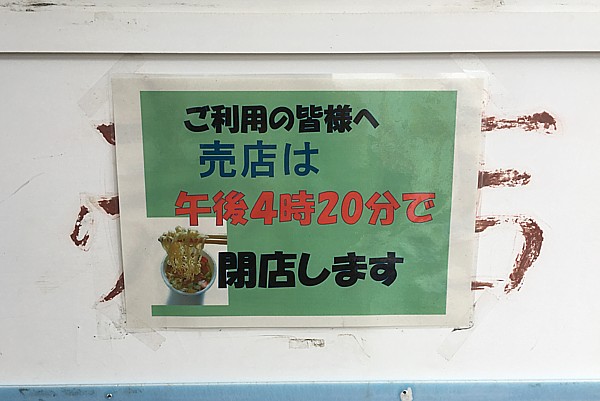 ご利用の皆様へ
売店は
午後4時20分で
閉店します